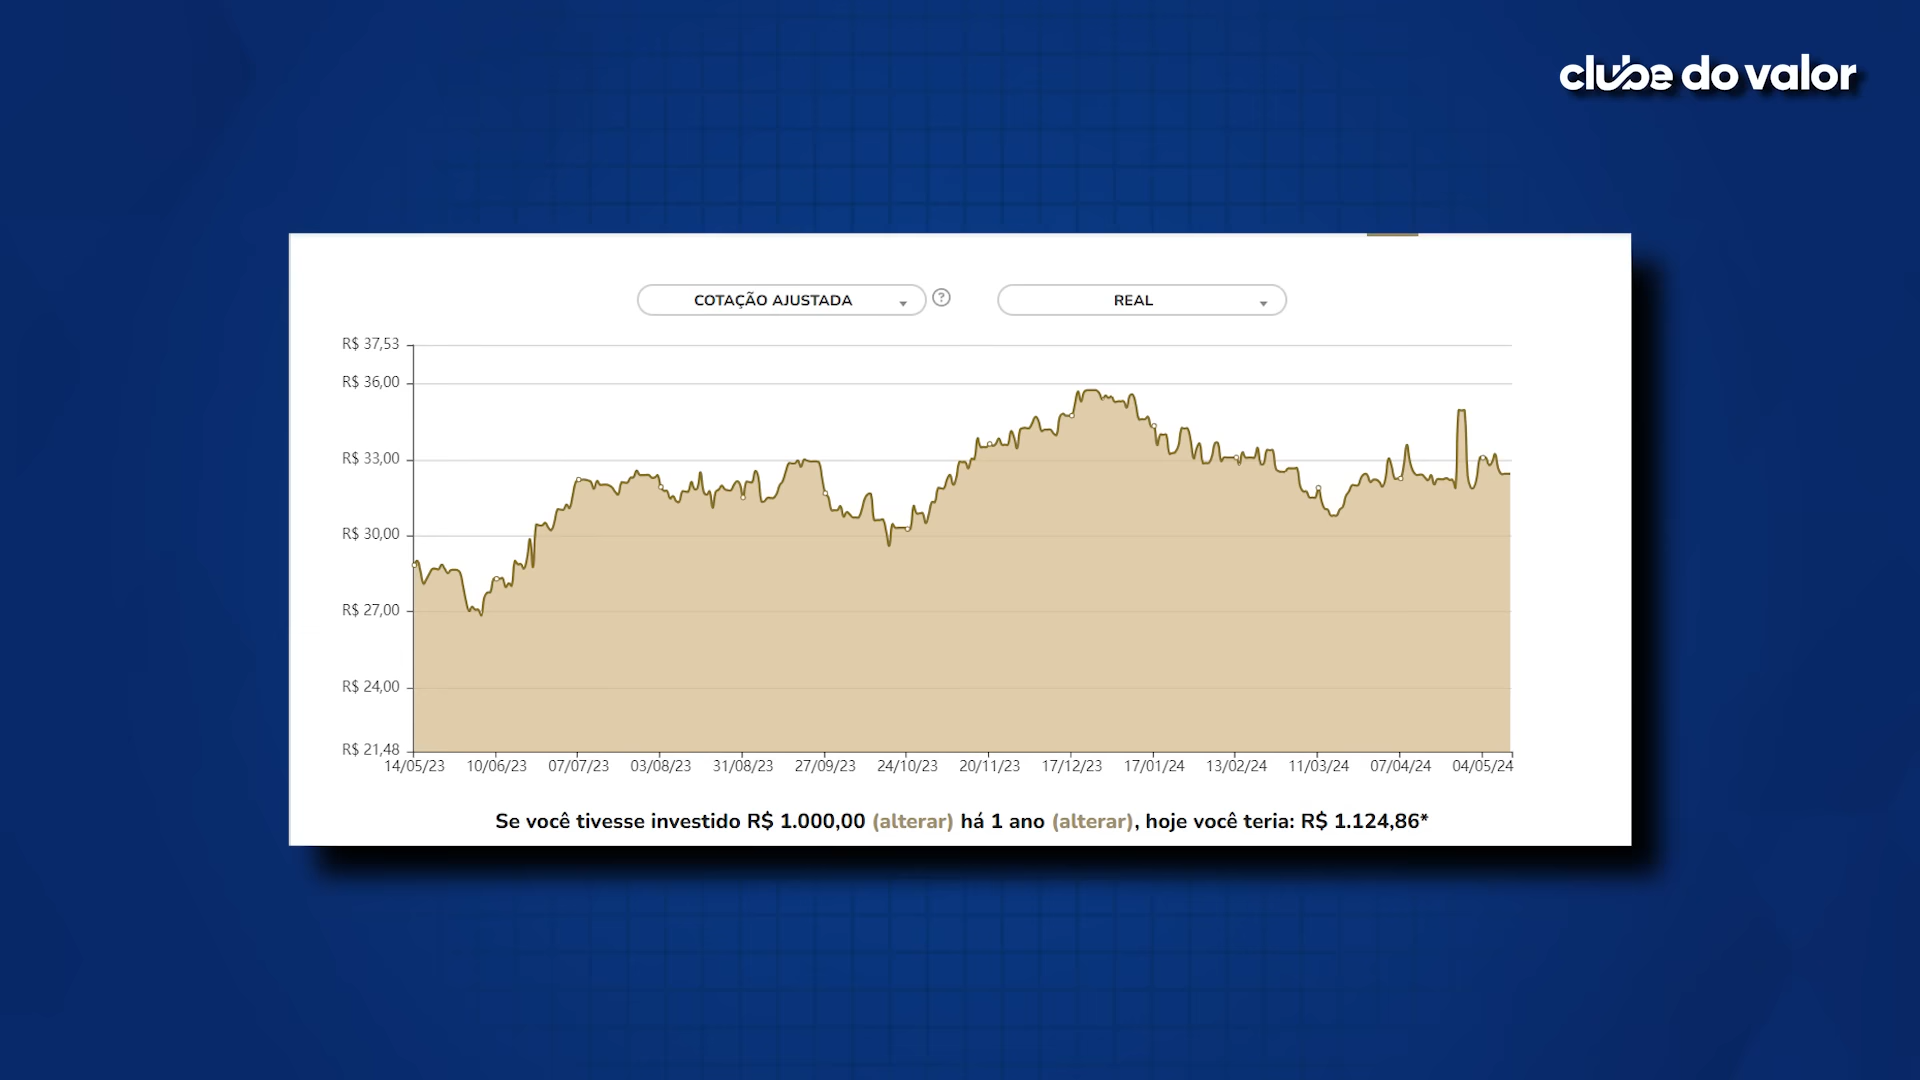 clube do valor
COTAÇÃO AJUSTADA ? REAL
R$ 37,53
R$ 36,00
R$ 33,00
R$ 30,00
R$ 27,00
R$ 24,00
R$ 21,48
14/05/23 10/06/23 07/07/23 03/08/23 31/08/23 27/09/23 24/10/23 20/11/23 17/12/23 17/01/24 13/02/24 11/03/24 07/04/24 04/05/24
Se você tivesse investido R$ 1.000,00 (alterar) há 1 ano (alterar), hoje você teria: R$ 1.124,86*